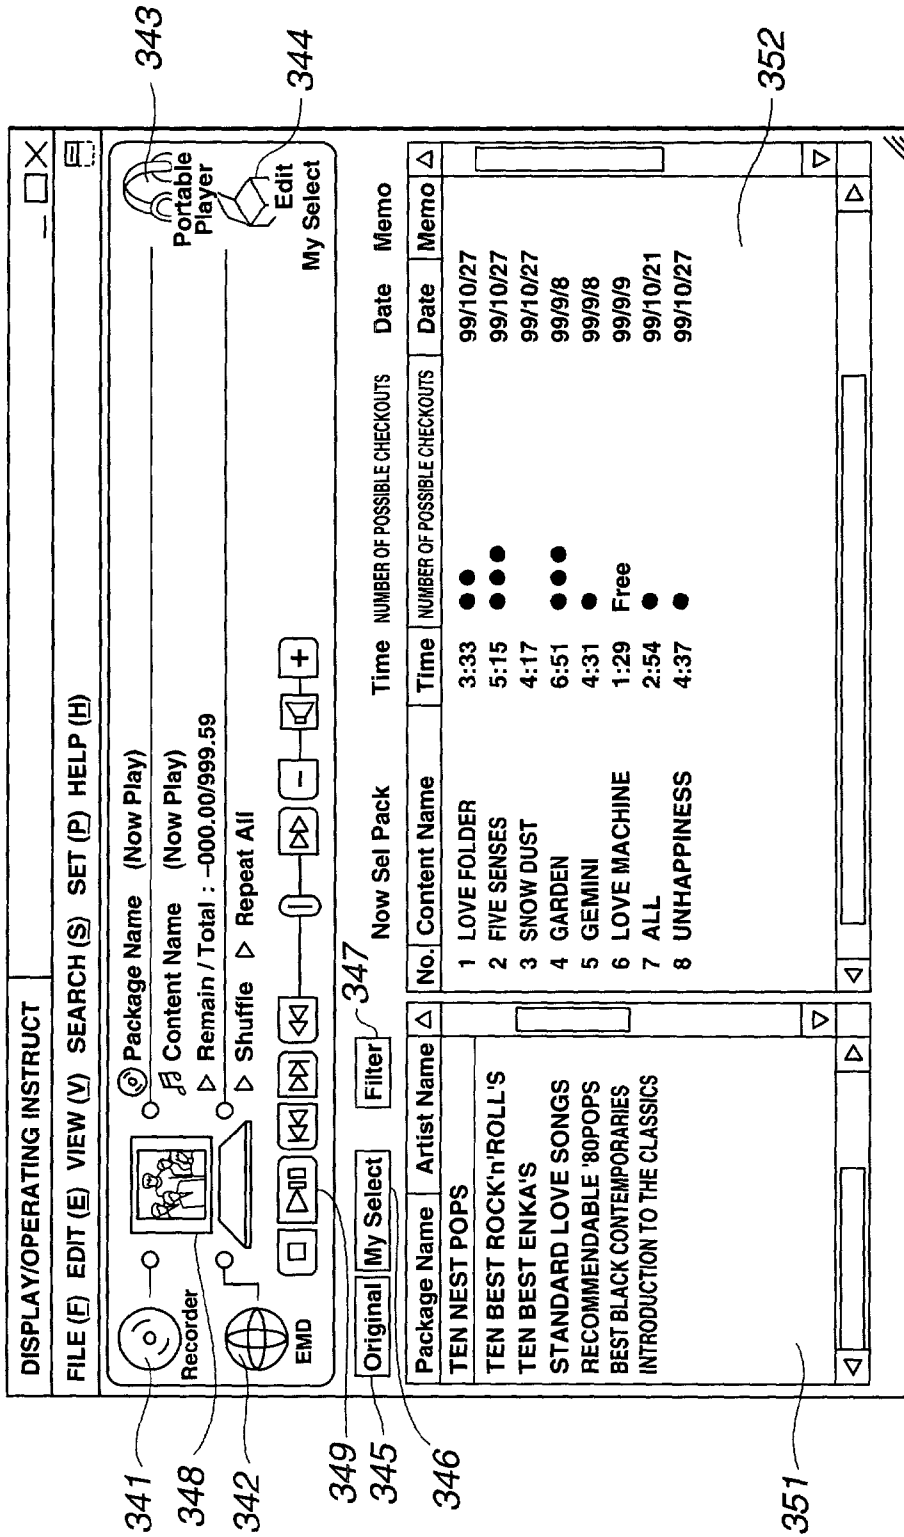 DISPLAY/OPERATING INSTRUCT
FILE (F) EDIT (E) VIEW (V) SEARCH (S) SET (P) HELP (H)
341
Recorder
348
342
EMD
Package Name (Now Play)
Content Name (Now Play)
Remain / Total : –000.00/999.59
Shuffle Repeat All
Portable
Player
343
Edit
344
My Select
349
345
346
Original My Select Filter
347
Now Sel Pack Time NUMBER OF POSSIBLE CHECKOUTS Date Memo
Package Name Artist Name
TEN NEST POPS
TEN BEST ROCK'n'ROLL'S
TEN BEST ENKA'S
STANDARD LOVE SONGS
RECOMMENDABLE '80POPS
BEST BLACK CONTEMPORARIES
INTRODUCTION TO THE CLASSICS
351
No. Content Name Time NUMBER OF POSSIBLE CHECKOUTS Date Memo
1 LOVE FOLDER 3:33 ●● 99/10/27
2 FIVE SENSES 5:15 ●●● 99/10/27
3 SNOW DUST 4:17 99/10/27
4 GARDEN 6:51 ●●● 99/9/8
5 GEMINI 4:31 ● 99/9/8
6 LOVE MACHINE 1:29 Free 99/9/9
7 ALL 2:54 ● 99/10/21
8 UNHAPPINESS 4:37 ● 99/10/27
352